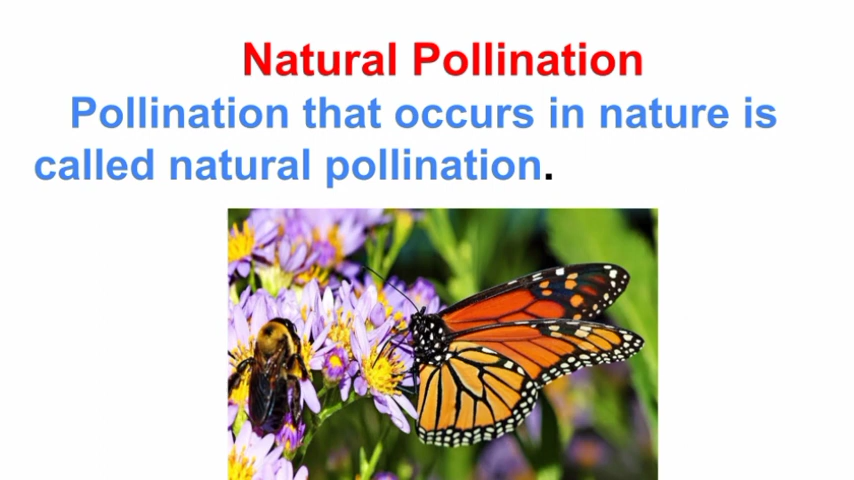 Natural Pollination
Pollination that occurs in nature is
called natural pollination.